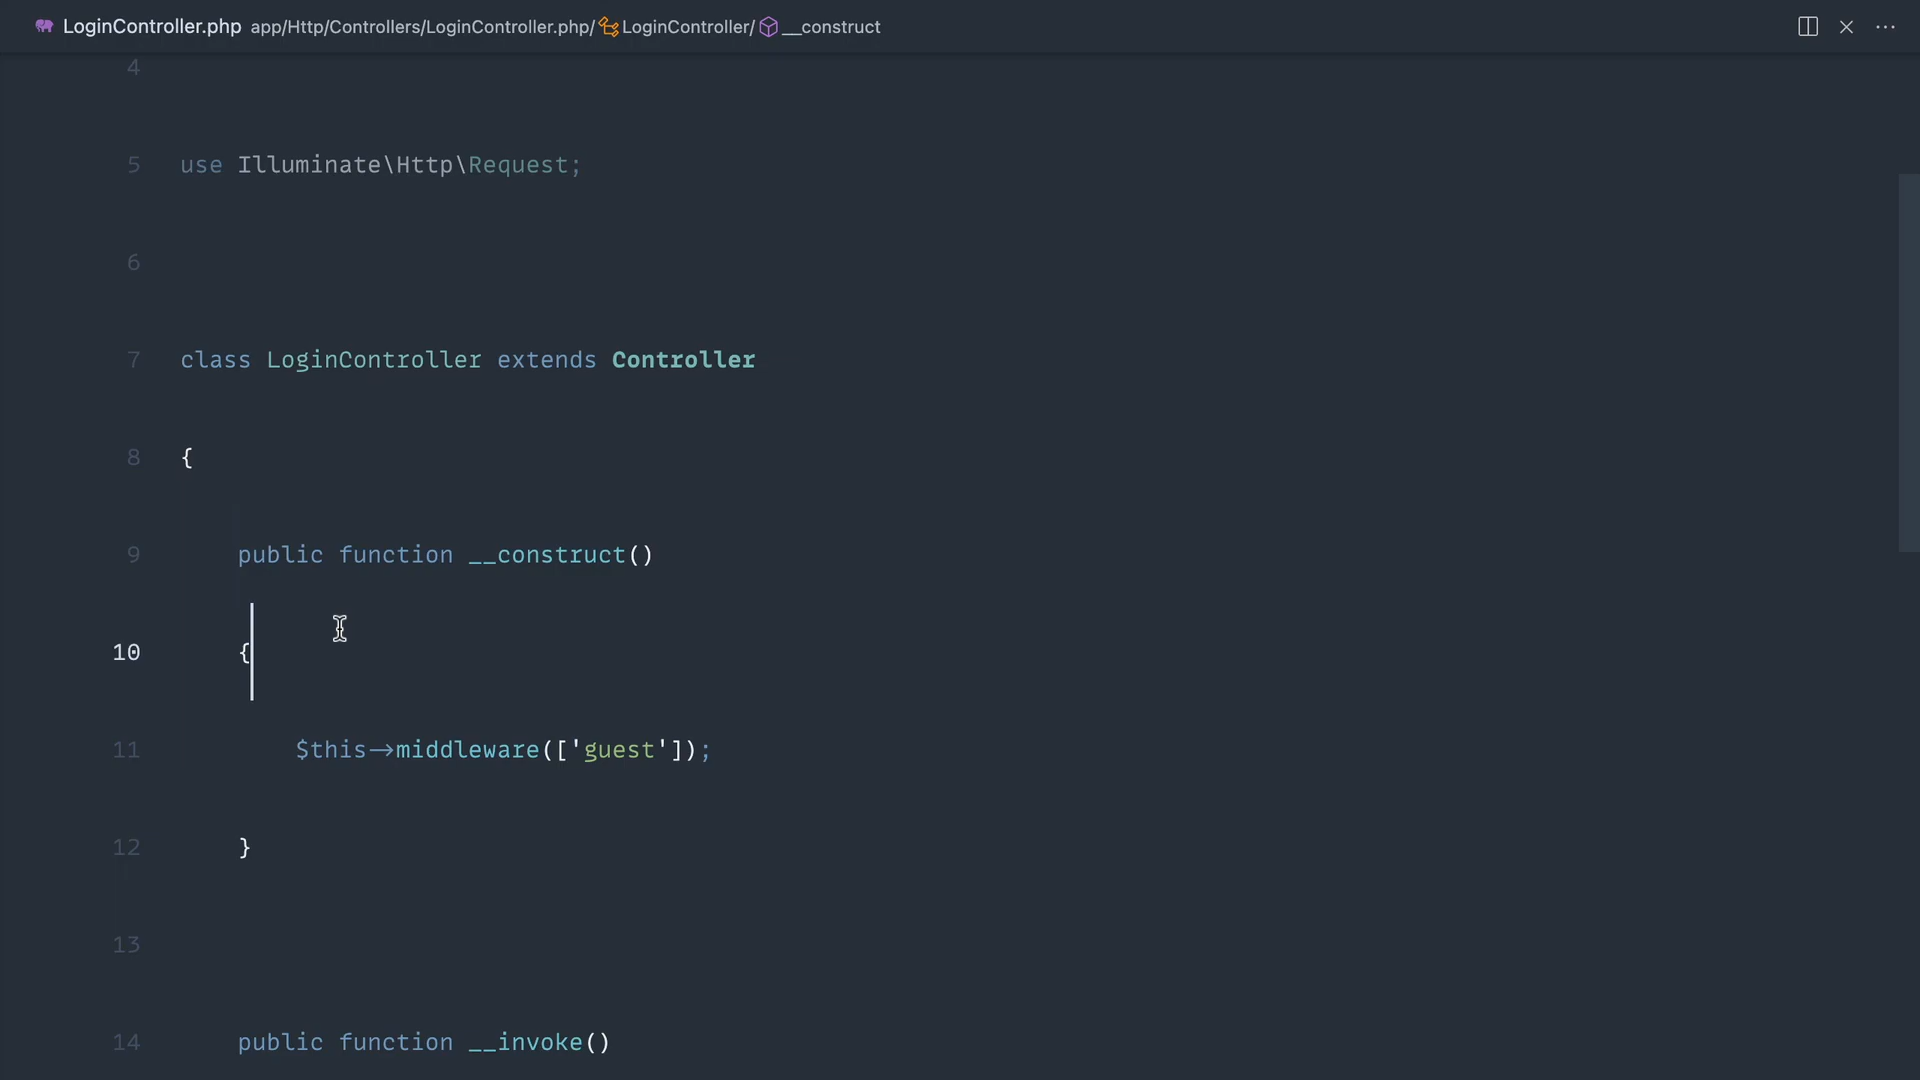 LoginController.php app/Http/Controllers/LoginController.php/ LoginController/ __construct
4
5 use Illuminate\Http\Request;
6
7 class LoginController extends Controller
8 {
9 public function __construct()
10 {
11 $this->middleware(['guest']);
12 }
13
14 public function __invoke()